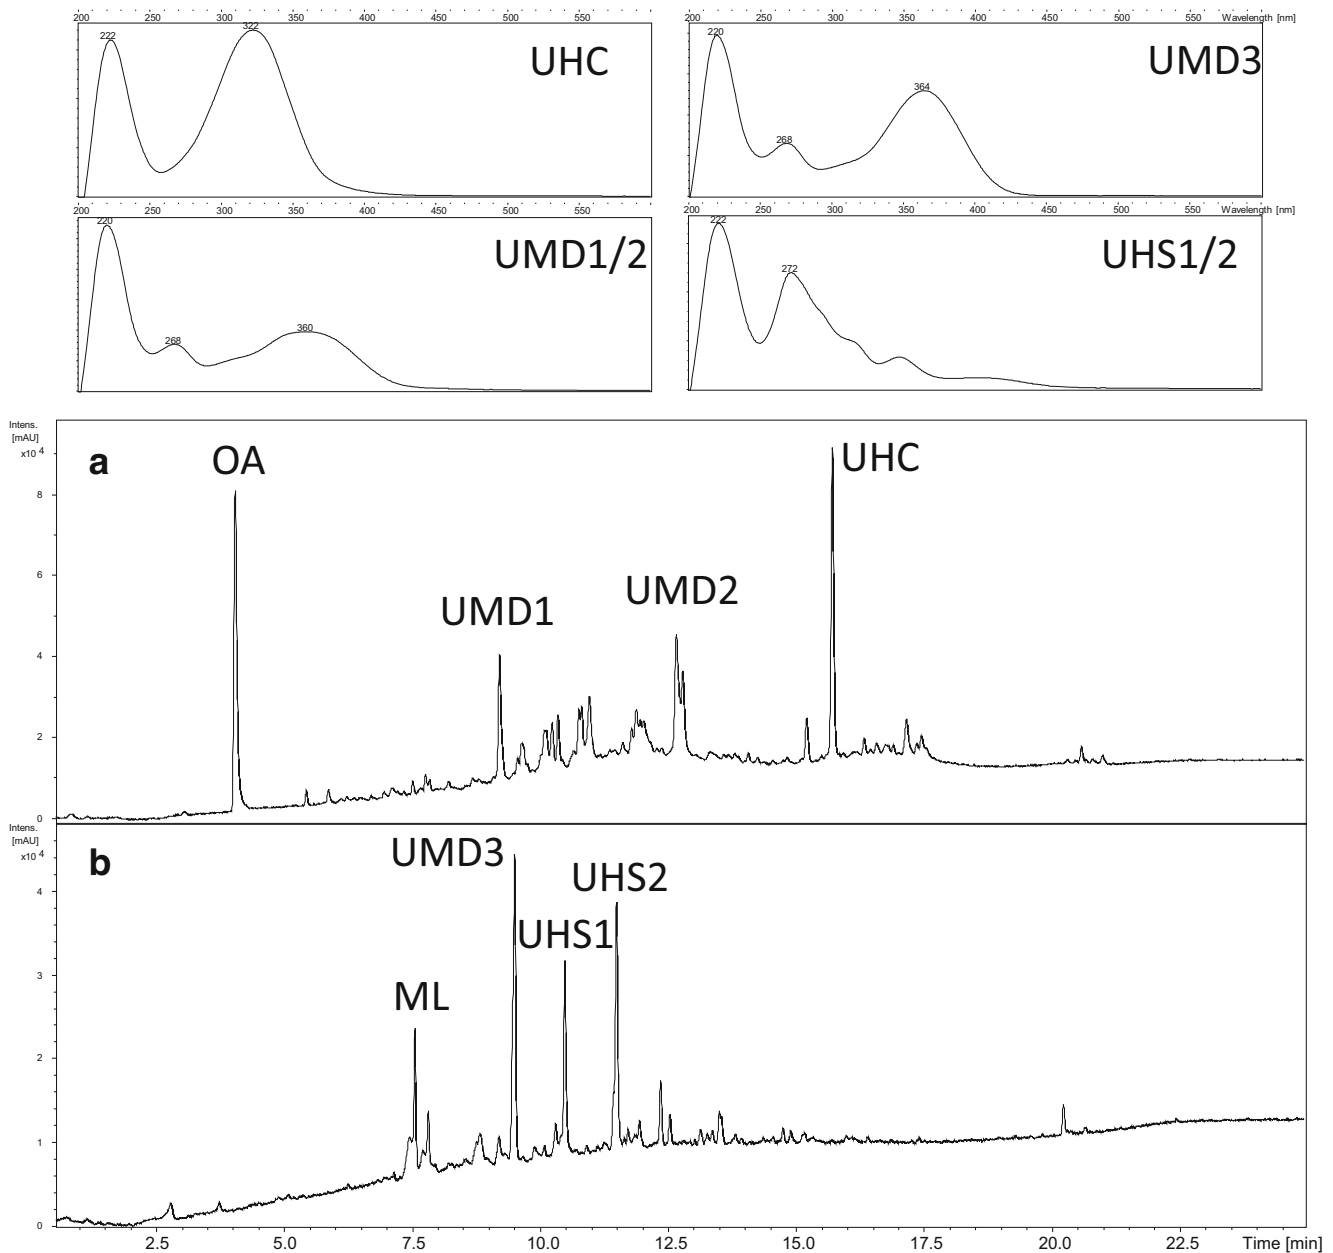 200 250 300 350 400 450 500 550
222 322
UHC
200 250 300 350 400 450 500 550 Wavelength [nm]
220 268 364
UMD3
200 250 300 350 400 450 500 550
220 268 360
UMD1/2
200 250 300 350 400 450 500 550 Wavelength [nm]
222 272
UHS1/2
Intens.
[mAU]
x10 4
a
OA
UHC
UMD1
UMD2
8
6
4
2
0
Intens.
[mAU]
x10 4
b
UMD3
UHS2
UHS1
ML
4
3
2
1
0
2.5 5.0 7.5 10.0 12.5 15.0 17.5 20.0 22.5 Time [min]